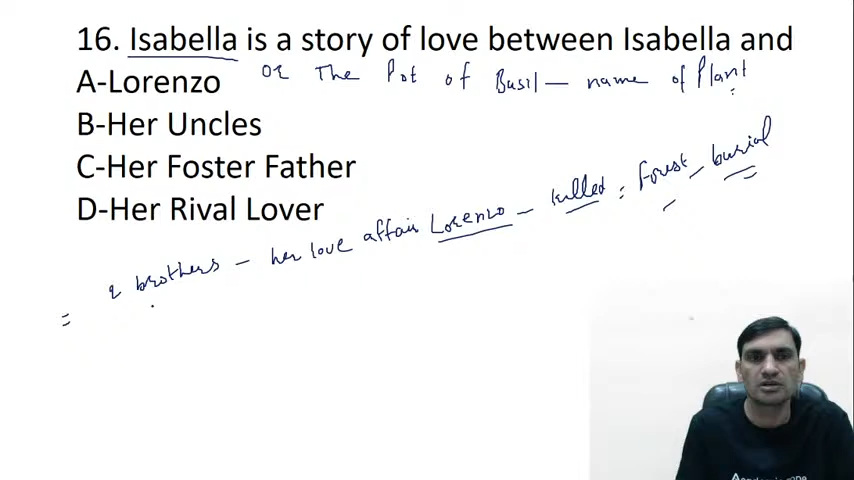 16. Isabella is a story of love between Isabella and
A-Lorenzo
or The Pot of Basil — name of Plant
B-Her Uncles
C-Her Foster Father
D-Her Rival Lover
2 brothers - her love affair Lorenzo - killed = Forest - burial